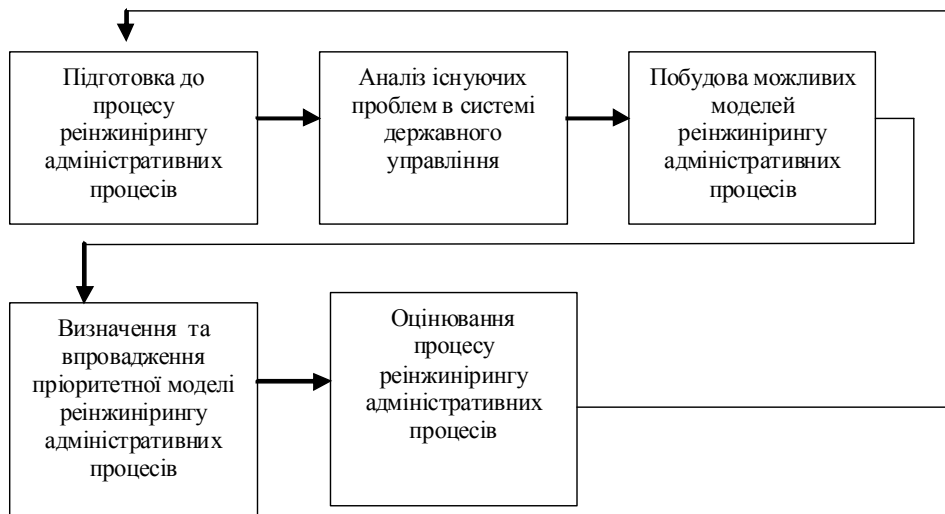 Підготовка до
процесу
реінжинірингу
адміністративних
процесів
Аналіз існуючих
проблем в системі
державного
управління
Побудова можливих
моделей
реінжинірингу
адміністративних
процесів
Визначення та
впровадження
пріоритетної моделі
реінжинірингу
адміністративних
процесів
Оцінювання
процесу
реінжинірингу
адміністративних
процесів